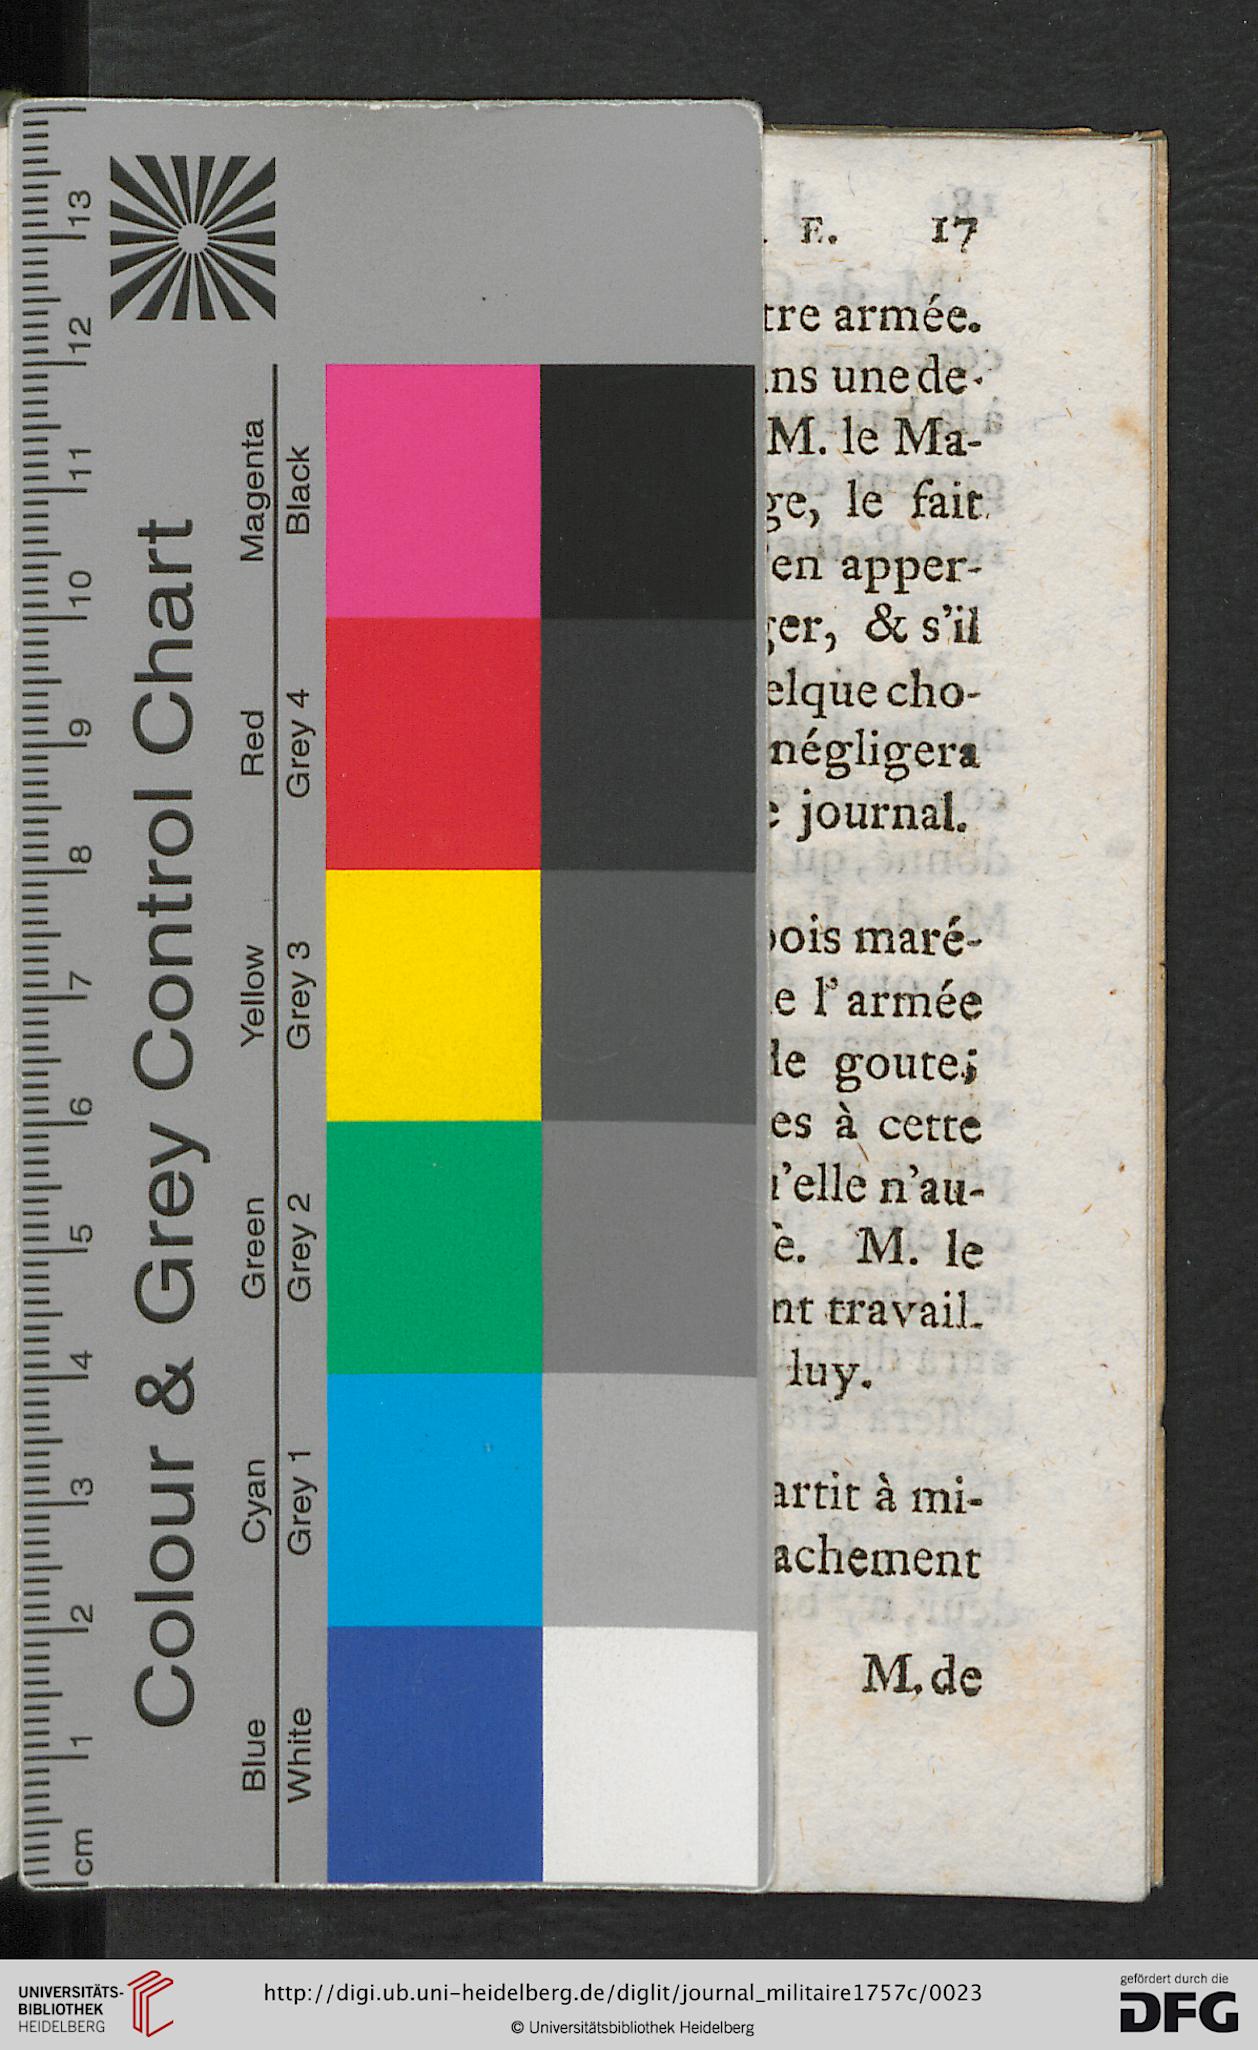 . E. 17
tre armée.
ns une de-
M. le Ma-
ge, le fait
en apper-
ger, & s'il
elque cho-
négligera
e journal.
ois maré-
e l'armée
de goute;
es à cette
u'elle n'au-
è. M. le
nt travail-
luy.
artit à mi-
achement
M. de
Colour & Grey Control Chart
Blue Cyan Green Yellow Red Magenta
White Grey 1 Grey 2 Grey 3 Grey 4 Black
cm 1 2 3 4 5 6 7 8 9 10 11 12 13
UNIVERSITÄTS-
BIBLIOTHEK
HEIDELBERG
http://digi.ub.uni-heidelberg.de/diglit/journal_militaire1757c/0023
© Universitätsbibliothek Heidelberg
gefördert durch die
DFG